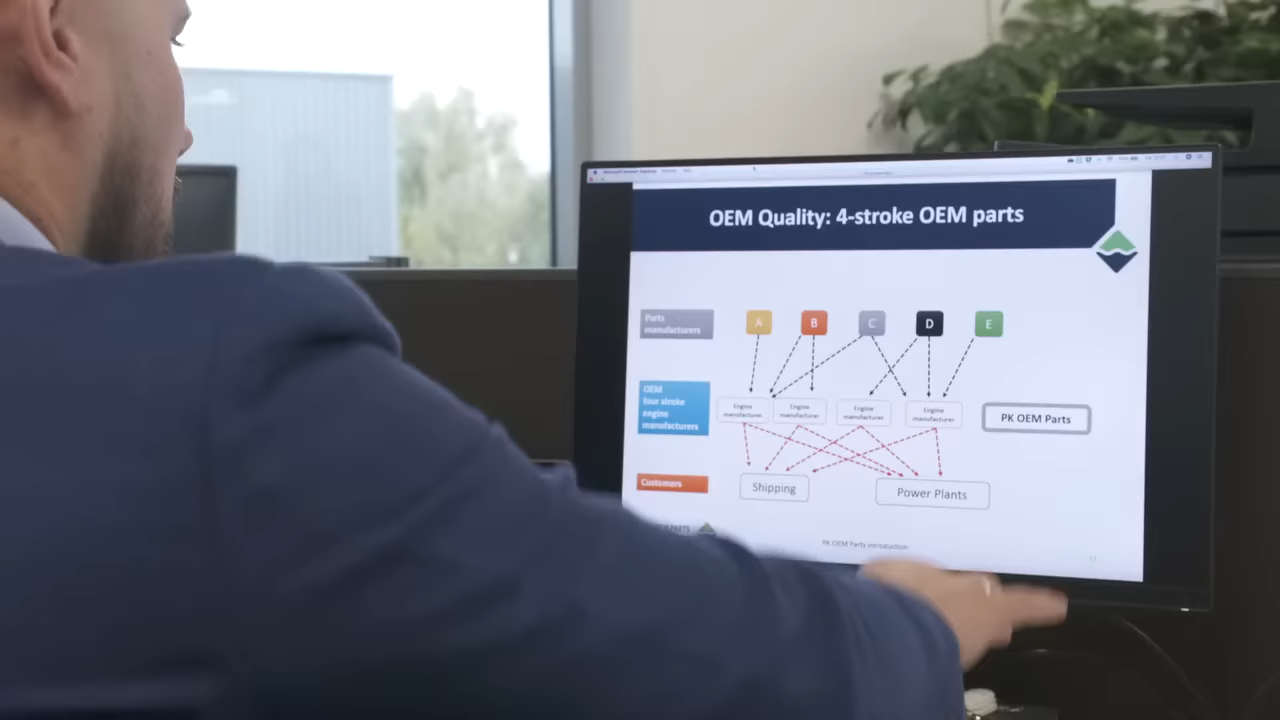 OEM Quality: 4-stroke OEM parts
Parts
manufacturers
A
B
C
D
E
OEM
four stroke
engine
manufacturers
Engine
manufacturer
Engine
manufacturer
Engine
manufacturer
Engine
manufacturer
PK OEM Parts
Customers
Shipping
Power Plants
PARTS
PK OEM Parts introduction